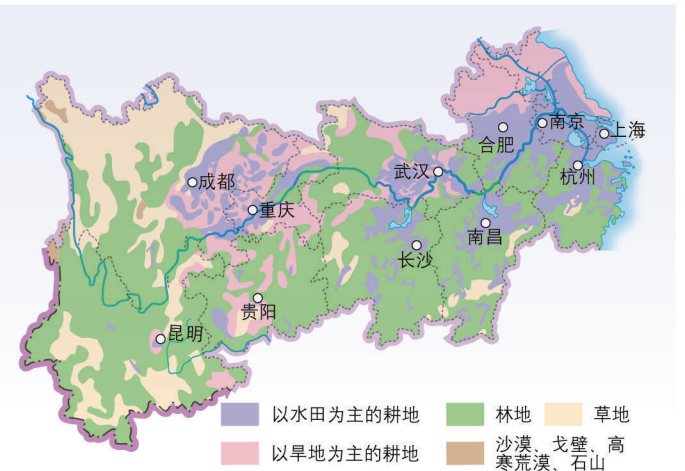 南京
上海
合肥
杭州
武汉
成都
重庆
南昌
长沙
贵阳
昆明
以水田为主的耕地
林地
草地
以旱地为主的耕地
沙漠、戈壁、高
寒荒漠、石山